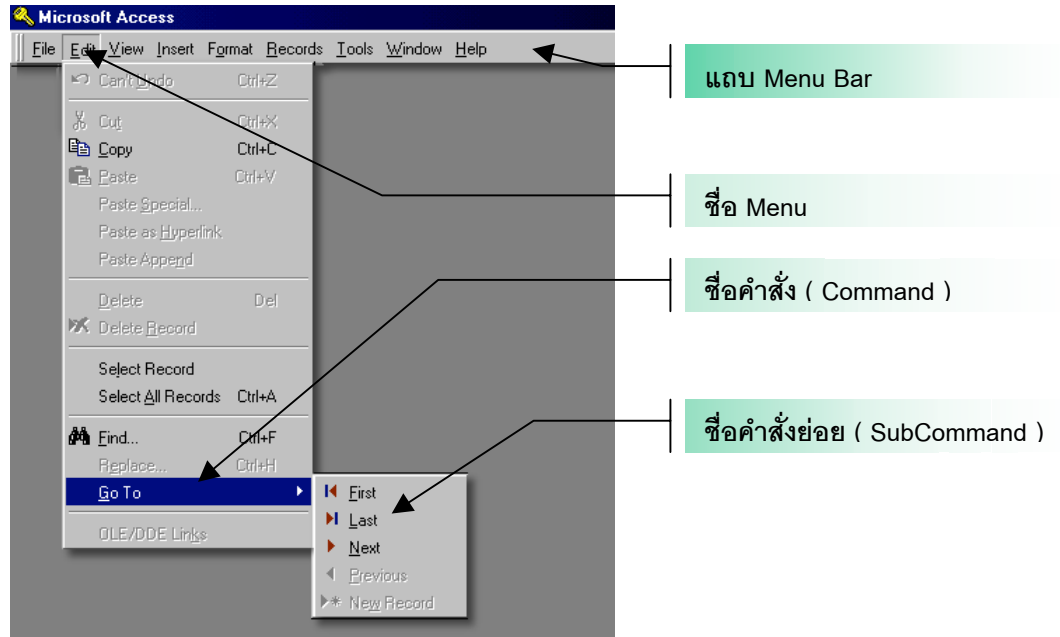 Microsoft Access
File Edit View Insert Format Records Tools Window Help
แถบ Menu Bar
Can't Undo Ctrl+Z
Cut Ctrl+X
Copy Ctrl+C
Paste Ctrl+V
Paste Special...
Paste as Hyperlink
Paste Append
ชื่อ Menu
Delete Del
Delete Record
ชื่อคำสั่ง ( Command )
Select Record
Select All Records Ctrl+A
Find... Ctrl+F
Replace... Ctrl+H
Go To
OLE/DDE Links
ชื่อคำสั่งย่อย ( SubCommand )
First
Last
Next
Previous
New Record